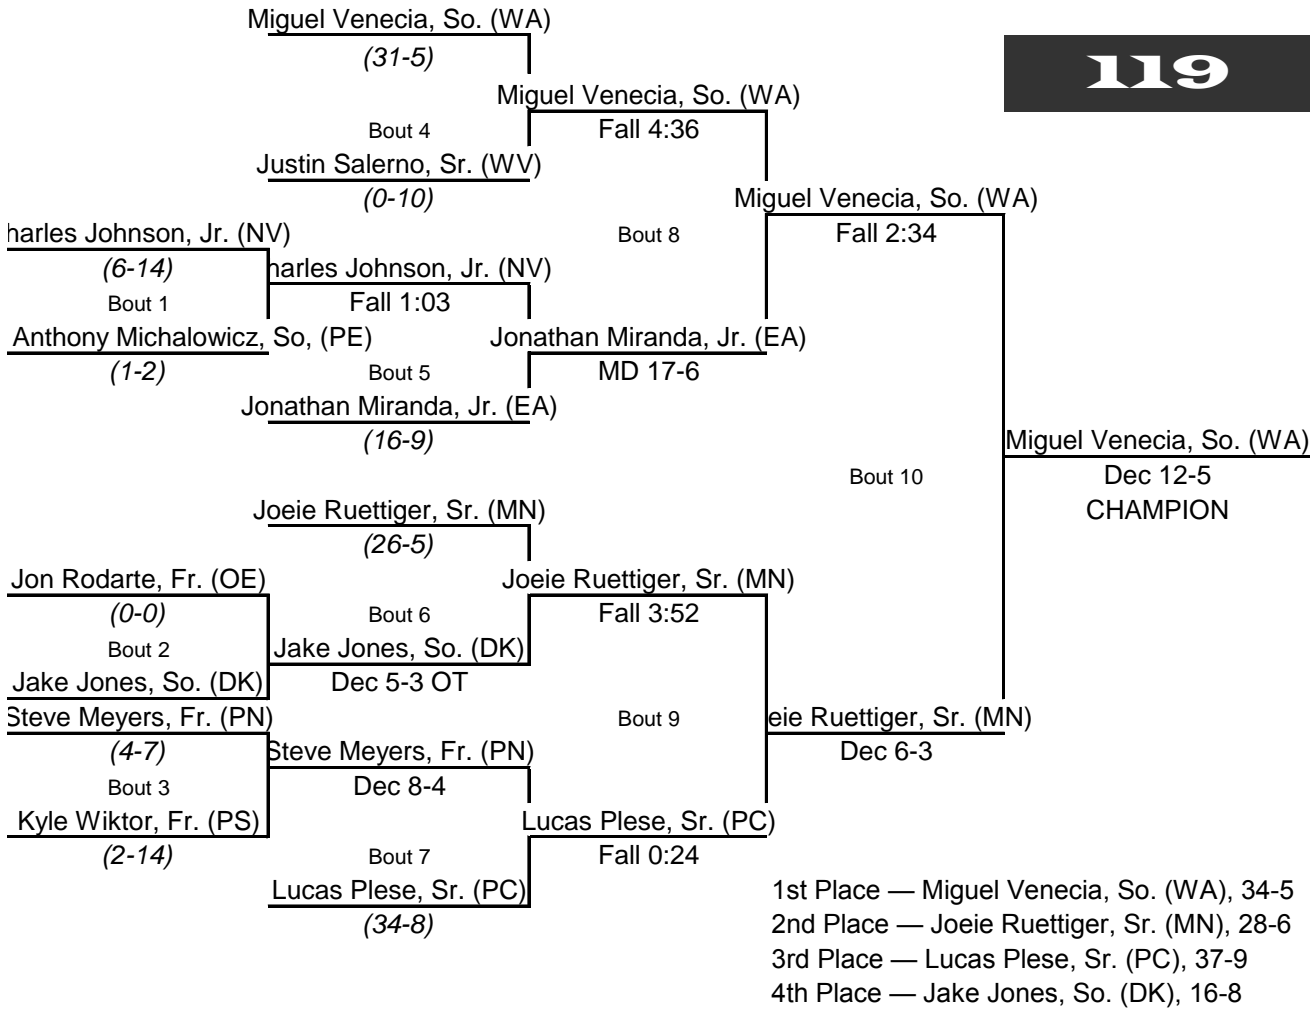 Miguel Venecia, So. (WA)
(31-5)
119
Miguel Venecia, So. (WA)
Bout 4
Fall 4:36
Justin Salerno, Sr. (WV)
(0-10)
Miguel Venecia, So. (WA)
harles Johnson, Jr. (NV)
Bout 8
Fall 2:34
(6-14)
harles Johnson, Jr. (NV)
Bout 1
Fall 1:03
Anthony Michalowicz, So, (PE)
Jonathan Miranda, Jr. (EA)
(1-2)
Bout 5
MD 17-6
Jonathan Miranda, Jr. (EA)
(16-9)
Miguel Venecia, So. (WA)
Bout 10
Dec 12-5
CHAMPION
Joeie Ruettiger, Sr. (MN)
(26-5)
Jon Rodarte, Fr. (OE)
Joeie Ruettiger, Sr. (MN)
(0-0)
Bout 6
Fall 3:52
Bout 2
Jake Jones, So. (DK)
Jake Jones, So. (DK)
Dec 5-3 OT
Steve Meyers, Fr. (PN)
Bout 9
eie Ruettiger, Sr. (MN)
(4-7)
Steve Meyers, Fr. (PN)
Dec 6-3
Bout 3
Dec 8-4
Kyle Wiktor, Fr. (PS)
Lucas Plese, Sr. (PC)
(2-14)
Bout 7
Fall 0:24
Lucas Plese, Sr. (PC)
(34-8)
1st Place — Miguel Venecia, So. (WA), 34-5
2nd Place — Joeie Ruettiger, Sr. (MN), 28-6
3rd Place — Lucas Plese, Sr. (PC), 37-9
4th Place — Jake Jones, So. (DK), 16-8